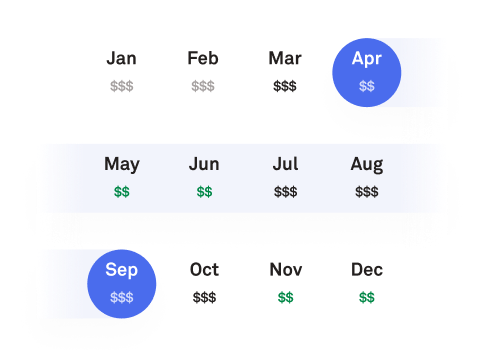 Jan Feb Mar Apr
$$$ $$$ $$$ $$
May Jun Jul Aug
$$ $$ $$$ $$$
Sep Oct Nov Dec
$$$ $$$ $$ $$